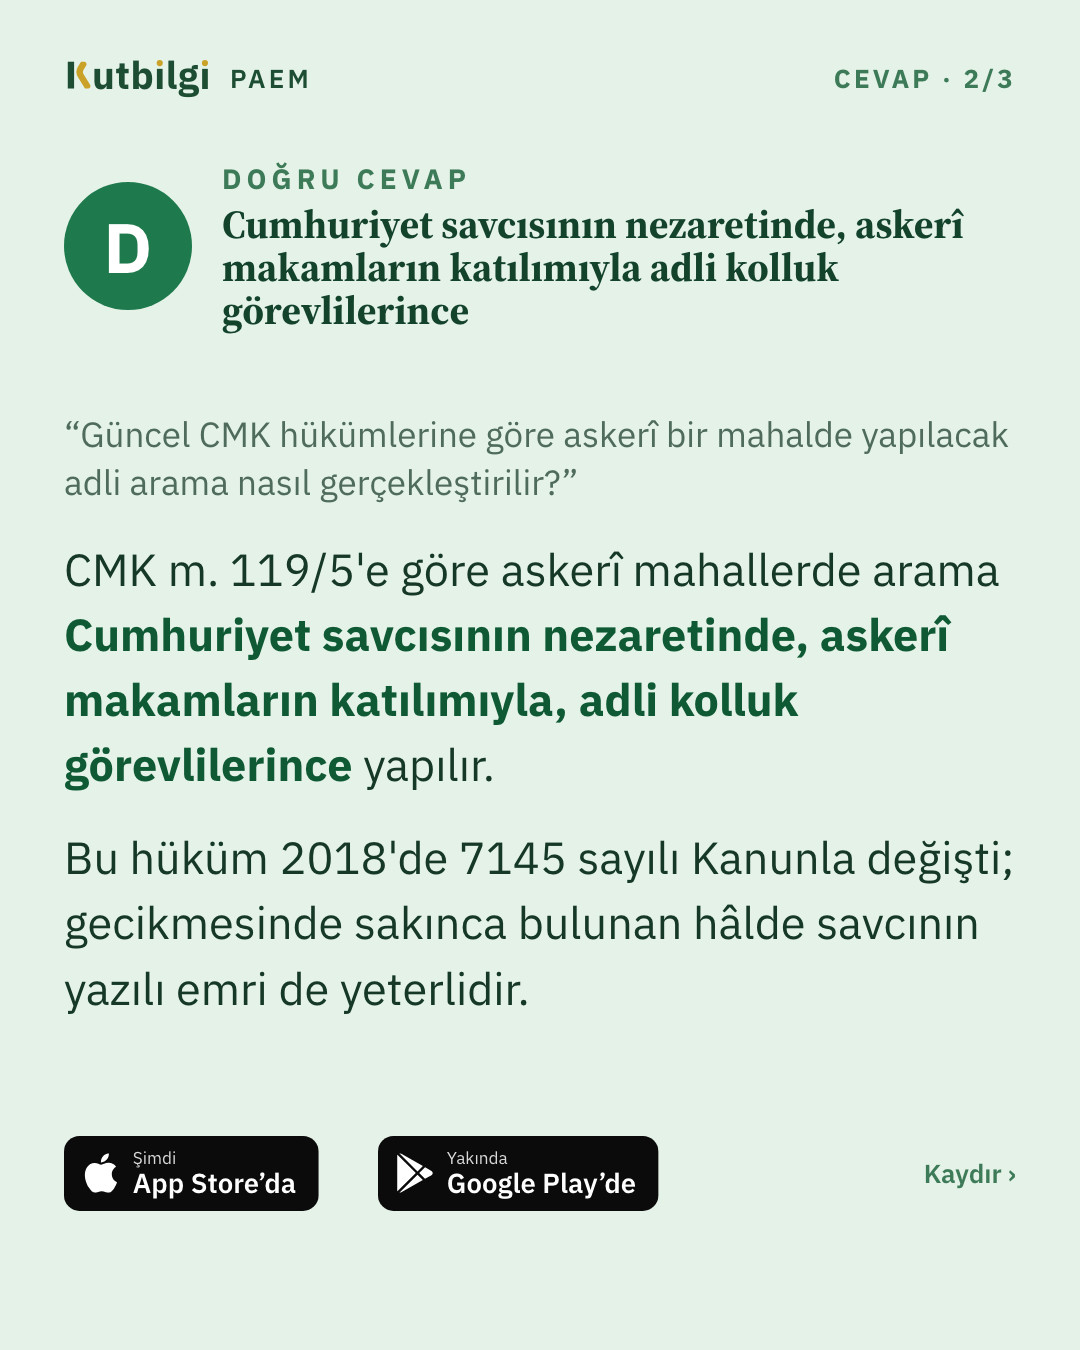 Kutbilgi PAEM
CEVAP · 2/3
D
DOĞRU CEVAP
Cumhuriyet savcısının nezaretinde, askerî
makamların katılımıyla adli kolluk
görevlilerince
“Güncel CMK hükümlerine göre askerî bir mahalde yapılacak
adli arama nasıl gerçekleştirilir?”
CMK m. 119/5'e göre askerî mahallerde arama
Cumhuriyet savcısının nezaretinde, askerî
makamların katılımıyla, adli kolluk
görevlilerince yapılır.
Bu hüküm 2018'de 7145 sayılı Kanunla değişti;
gecikmesinde sakınca bulunan hâlde savcının
yazılı emri de yeterlidir.
Şimdi
App Store’da
Yakında
Google Play’de
Kaydır ›